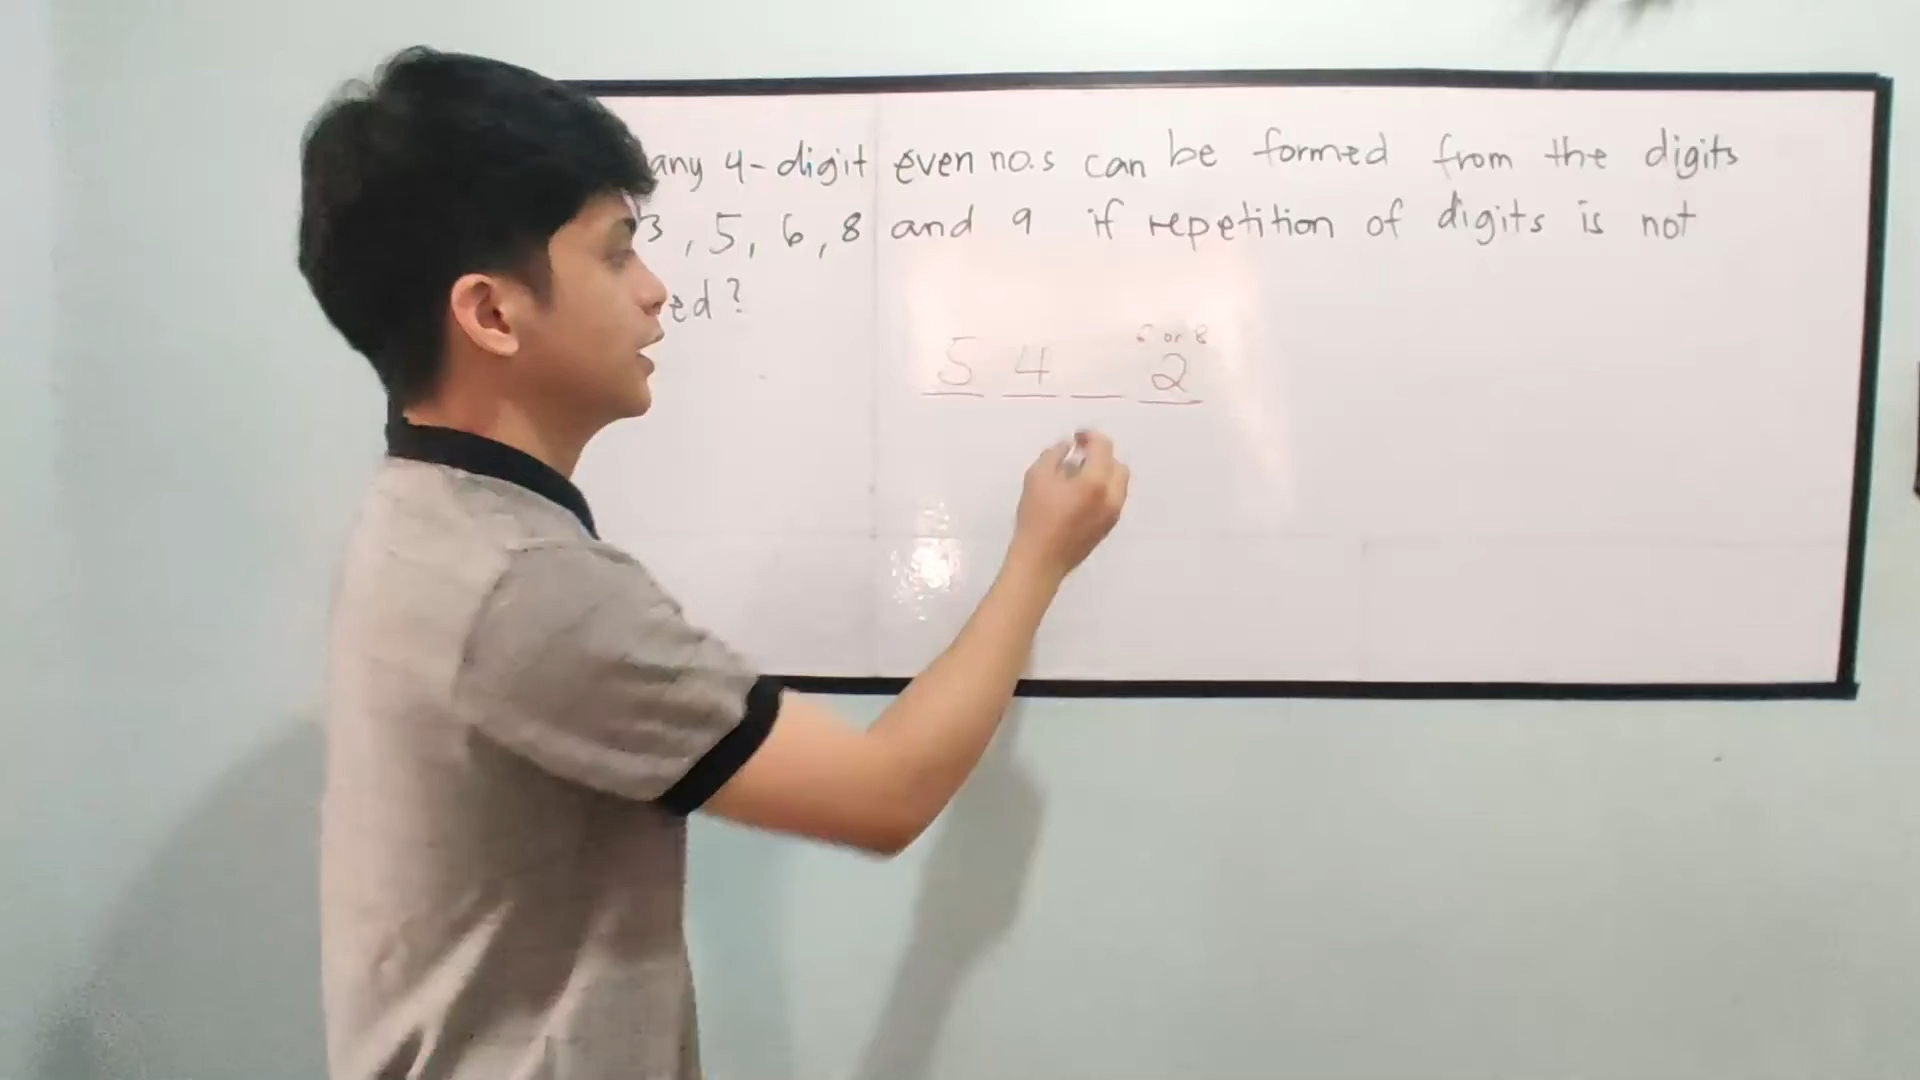 any 4-digit even no.s can be formed from the digits
3, 5, 6, 8 and 9 if repetition of digits is not
ed?
6 or 8
5 4 _ 2